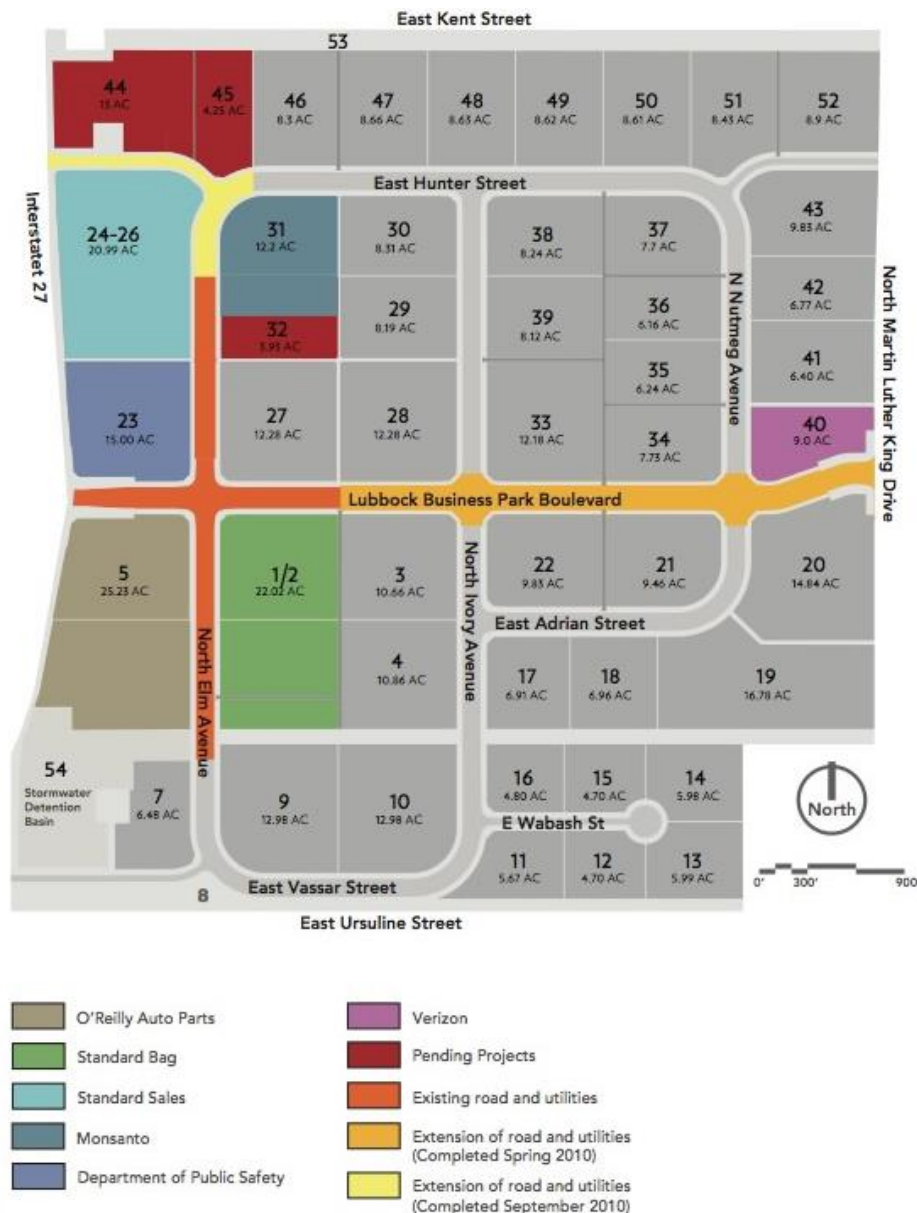 East Kent Street
53
44
13 AC
45
4.25 AC
46
8.3 AC
47
8.66 AC
48
8.63 AC
49
8.62 AC
50
8.61 AC
51
8.43 AC
52
8.9 AC
East Hunter Street
Interstatet 27
24-26
20.99 AC
31
12.2 AC
30
8.31 AC
38
8.24 AC
37
7.7 AC
43
9.83 AC
42
6.77 AC
29
8.19 AC
36
6.16 AC
32
3.93 AC
39
8.12 AC
N Nutmeg Avenue
North Martin Luther King Drive
41
6.40 AC
35
6.24 AC
23
15.00 AC
27
12.28 AC
28
12.28 AC
33
12.18 AC
34
7.73 AC
40
9.0 AC
Lubbock Business Park Boulevard
5
25.23 AC
1/2
22.02 AC
3
10.66 AC
North Ivory Avenue
22
9.83 AC
21
9.46 AC
20
14.84 AC
East Adrian Street
North Elm Avenue
4
10.86 AC
17
6.91 AC
18
6.96 AC
19
16.78 AC
54
Stormwater
Detention
Basin
7
6.48 AC
9
12.98 AC
10
12.98 AC
16
4.80 AC
15
4.70 AC
14
5.98 AC
E Wabash St
11
5.67 AC
12
4.70 AC
13
5.99 AC
North
0'
300'
900
East Vassar Street
8
East Ursuline Street
O'Reilly Auto Parts
Standard Bag
Standard Sales
Monsanto
Department of Public Safety
Verizon
Pending Projects
Existing road and utilities
Extension of road and utilities
(Completed Spring 2010)
Extension of road and utilities
(Completed September 2010)